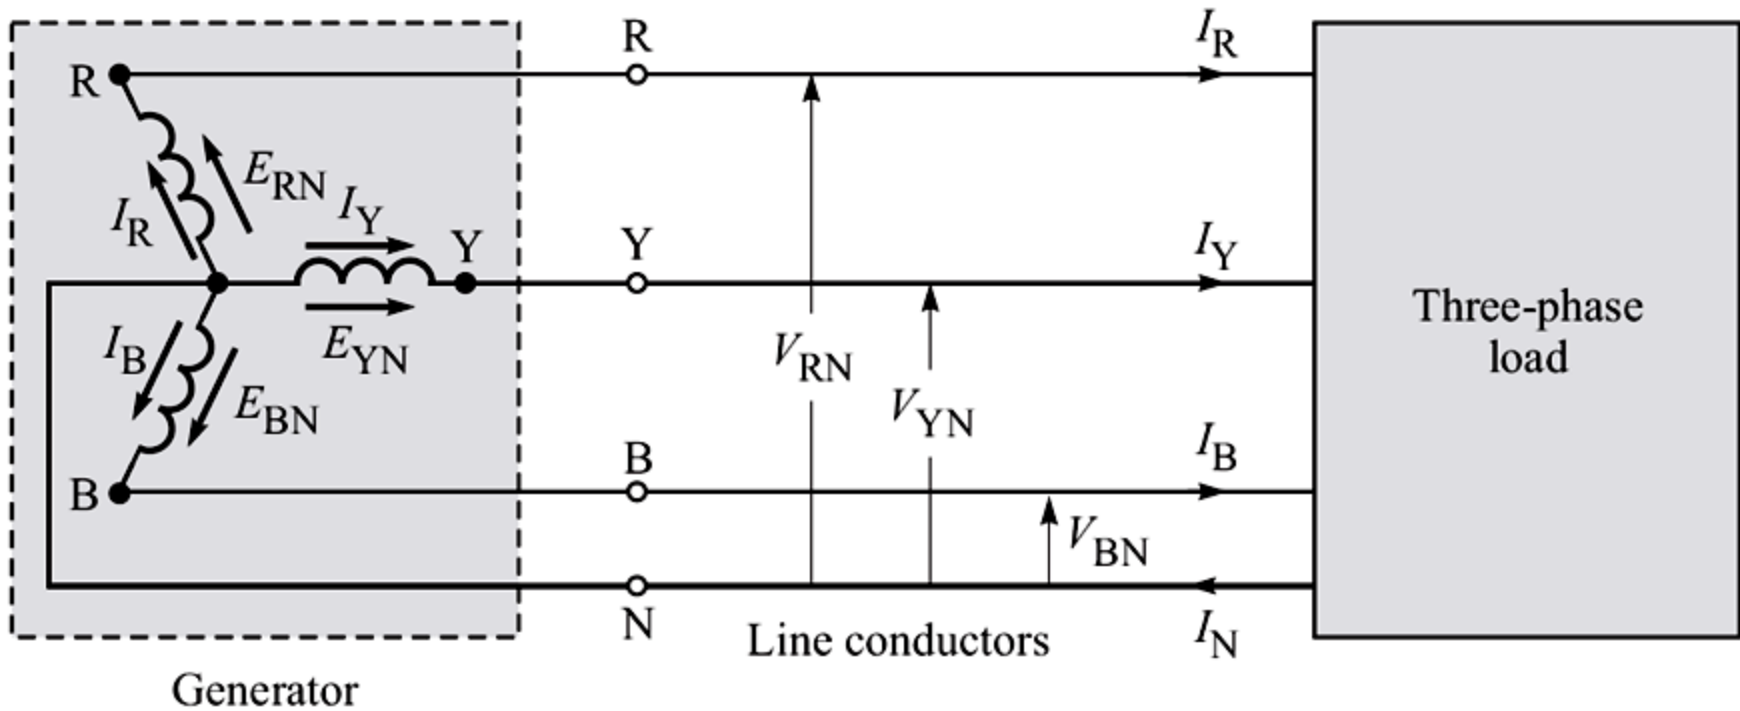 R
I_R
R
E_RN
I_Y
I_R
Y
Y
I_Y
I_B
E_YN
V_RN
Three-phase
load
E_BN
V_YN
B
I_B
B
V_BN
N
Line conductors
I_N
Generator